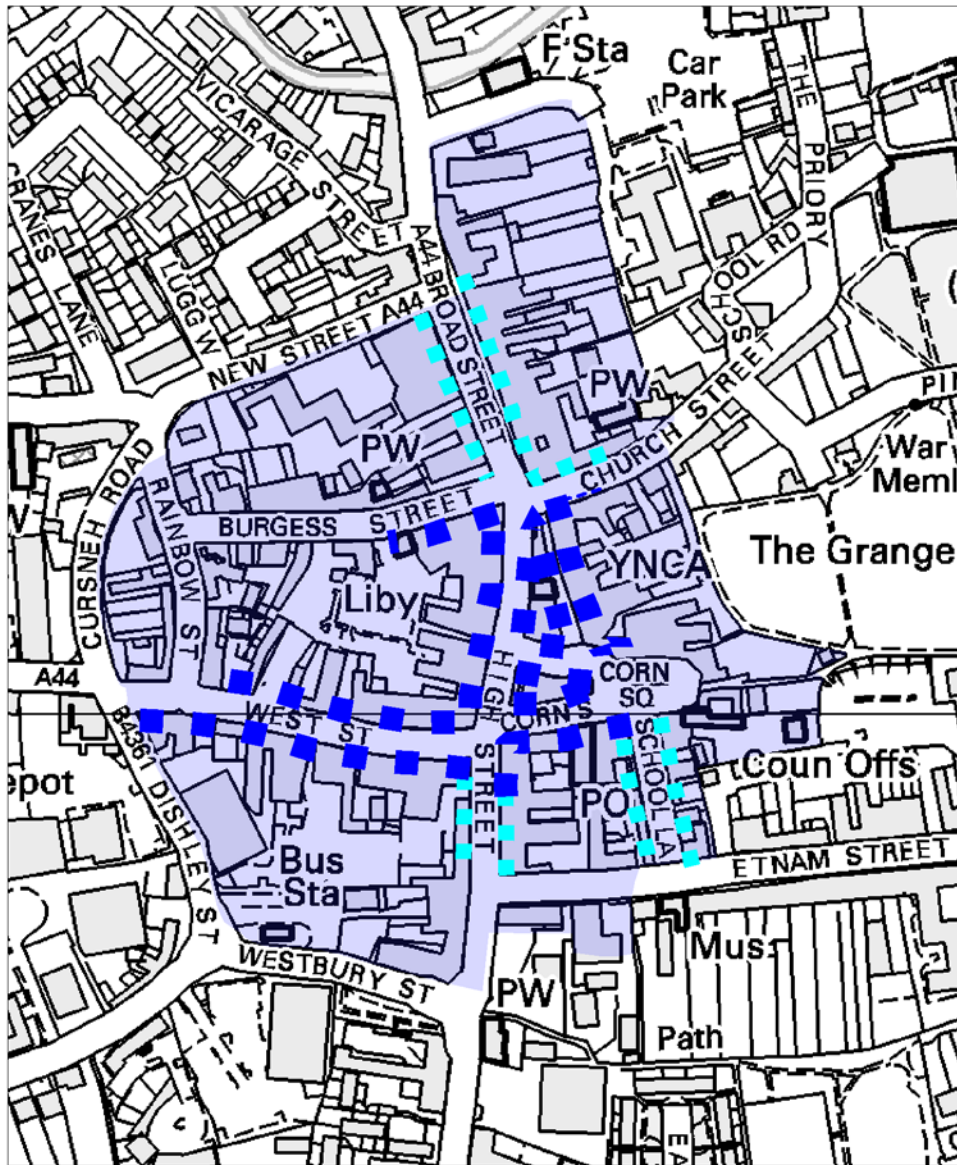 F Sta
Car
Park
THE PRIORY
VICARAGE STREET
CRANES LANE
LUGG W
A44
BROAD STREET
SCHOOL RD
NEW STREET A44
PW
PW
CHURCH STREET
PIN
War
Meml
CURSNEH ROAD
RAINBOW ST
BURGESS STREET
YNCA
The Grange
Liby
A44
HIGH STREET
CORN
SQ
WEST ST
CORN S
B4361 DISHLEY ST
SCHOOL LA
Coun Offs
epot
PO
Bus
Sta
ETNAM STREET
WESTBURY ST
Mus
PW
Path